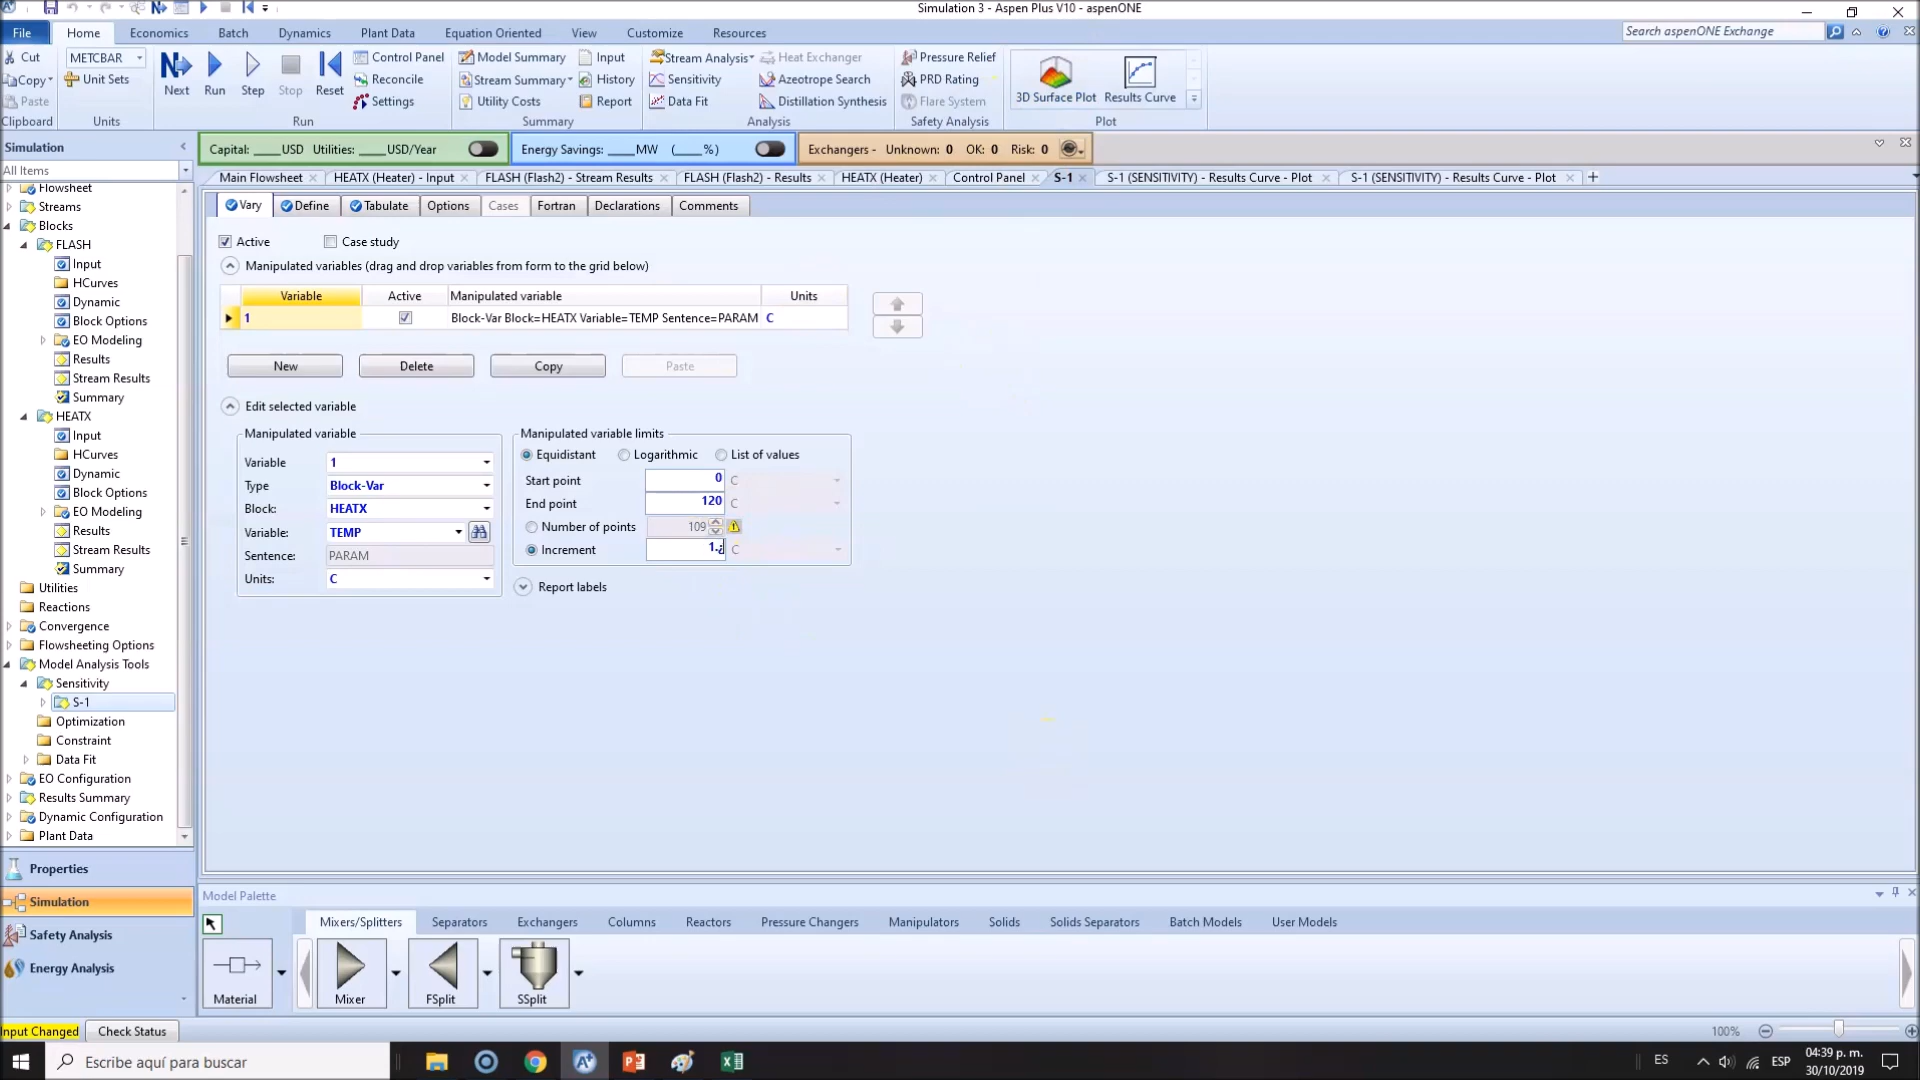 Simulation 3 - Aspen Plus V10 - aspenONE
File Home Economics Batch Dynamics Plant Data Equation Oriented View Customize Resources Search aspenONE Exchange
Cut METCBAR Control Panel Model Summary Input Stream Analysis Heat Exchanger Pressure Relief
Copy Unit Sets Next Run Step Stop Reset Reconcile Stream Summary History Sensitivity Azeotrope Search PRD Rating 3D Surface Plot Results Curve
Paste Settings Utility Costs Report Data Fit Distillation Synthesis Flare System
Clipboard Units Run Summary Analysis Safety Analysis Plot
Simulation Capital: ____USD Utilities: ____USD/Year Energy Savings: ____MW (____%) Exchangers - Unknown: 0 OK: 0 Risk: 0
All Items Main Flowsheet HEATX (Heater) - Input FLASH (Flash2) - Stream Results FLASH (Flash2) - Results HEATX (Heater) Control Panel S-1 S-1 (SENSITIVITY) - Results Curve - Plot S-1 (SENSITIVITY) - Results Curve - Plot
Flowsheet
Streams
Blocks
FLASH
Input
HCurves
Dynamic
Block Options
EO Modeling
Results
Stream Results
Summary
HEATX
Input
HCurves
Dynamic
Block Options
EO Modeling
Results
Stream Results
Summary
Utilities
Reactions
Convergence
Flowsheeting Options
Model Analysis Tools
Sensitivity
S-1
Optimization
Constraint
Data Fit
EO Configuration
Results Summary
Dynamic Configuration
Plant Data
Properties
Simulation
Safety Analysis
Energy Analysis
Vary Define Tabulate Options Cases Fortran Declarations Comments
Active Case study
Manipulated variables (drag and drop variables from form to the grid below)
Variable Active Manipulated variable Units
1 Block-Var Block=HEATX Variable=TEMP Sentence=PARAM C
New Delete Copy Paste
Edit selected variable
Manipulated variable
Variable 1
Type Block-Var
Block: HEATX
Variable: TEMP
Sentence: PARAM
Units: C
Manipulated variable limits
Equidistant Logarithmic List of values
Start point 0 C
End point 120 C
Number of points 109
Increment 1.¿ C
Report labels
Model Palette
Mixers/Splitters Separators Exchangers Columns Reactors Pressure Changers Manipulators Solids Solids Separators Batch Models User Models
Material Mixer FSplit SSplit
Input Changed Check Status 100%
Escribe aquí para buscar ES ESP 04:39 p. m.
30/10/2019